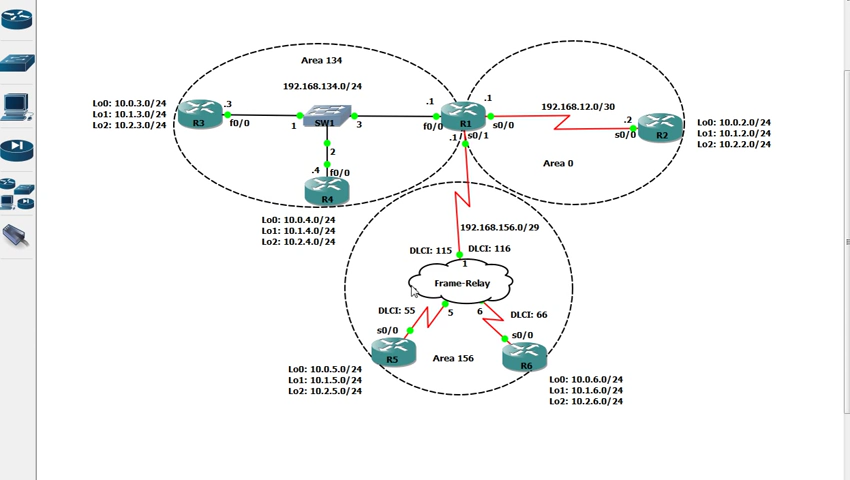 Area 134
192.168.134.0/24
Lo0: 10.0.3.0/24
Lo1: 10.1.3.0/24
Lo2: 10.2.3.0/24
R3
.3
f0/0
1
SW1
3
2
.4
f0/0
R4
Lo0: 10.0.4.0/24
Lo1: 10.1.4.0/24
Lo2: 10.2.4.0/24
.1
f0/0
R1
.1
s0/0
.1
s0/1
192.168.12.0/30
.2
s0/0
R2
Lo0: 10.0.2.0/24
Lo1: 10.1.2.0/24
Lo2: 10.2.2.0/24
Area 0
192.168.156.0/29
DLCI: 115
DLCI: 116
1
Frame-Relay
DLCI: 55
5
6
DLCI: 66
s0/0
R5
Area 156
s0/0
R6
Lo0: 10.0.5.0/24
Lo1: 10.1.5.0/24
Lo2: 10.2.5.0/24
Lo0: 10.0.6.0/24
Lo1: 10.1.6.0/24
Lo2: 10.2.6.0/24